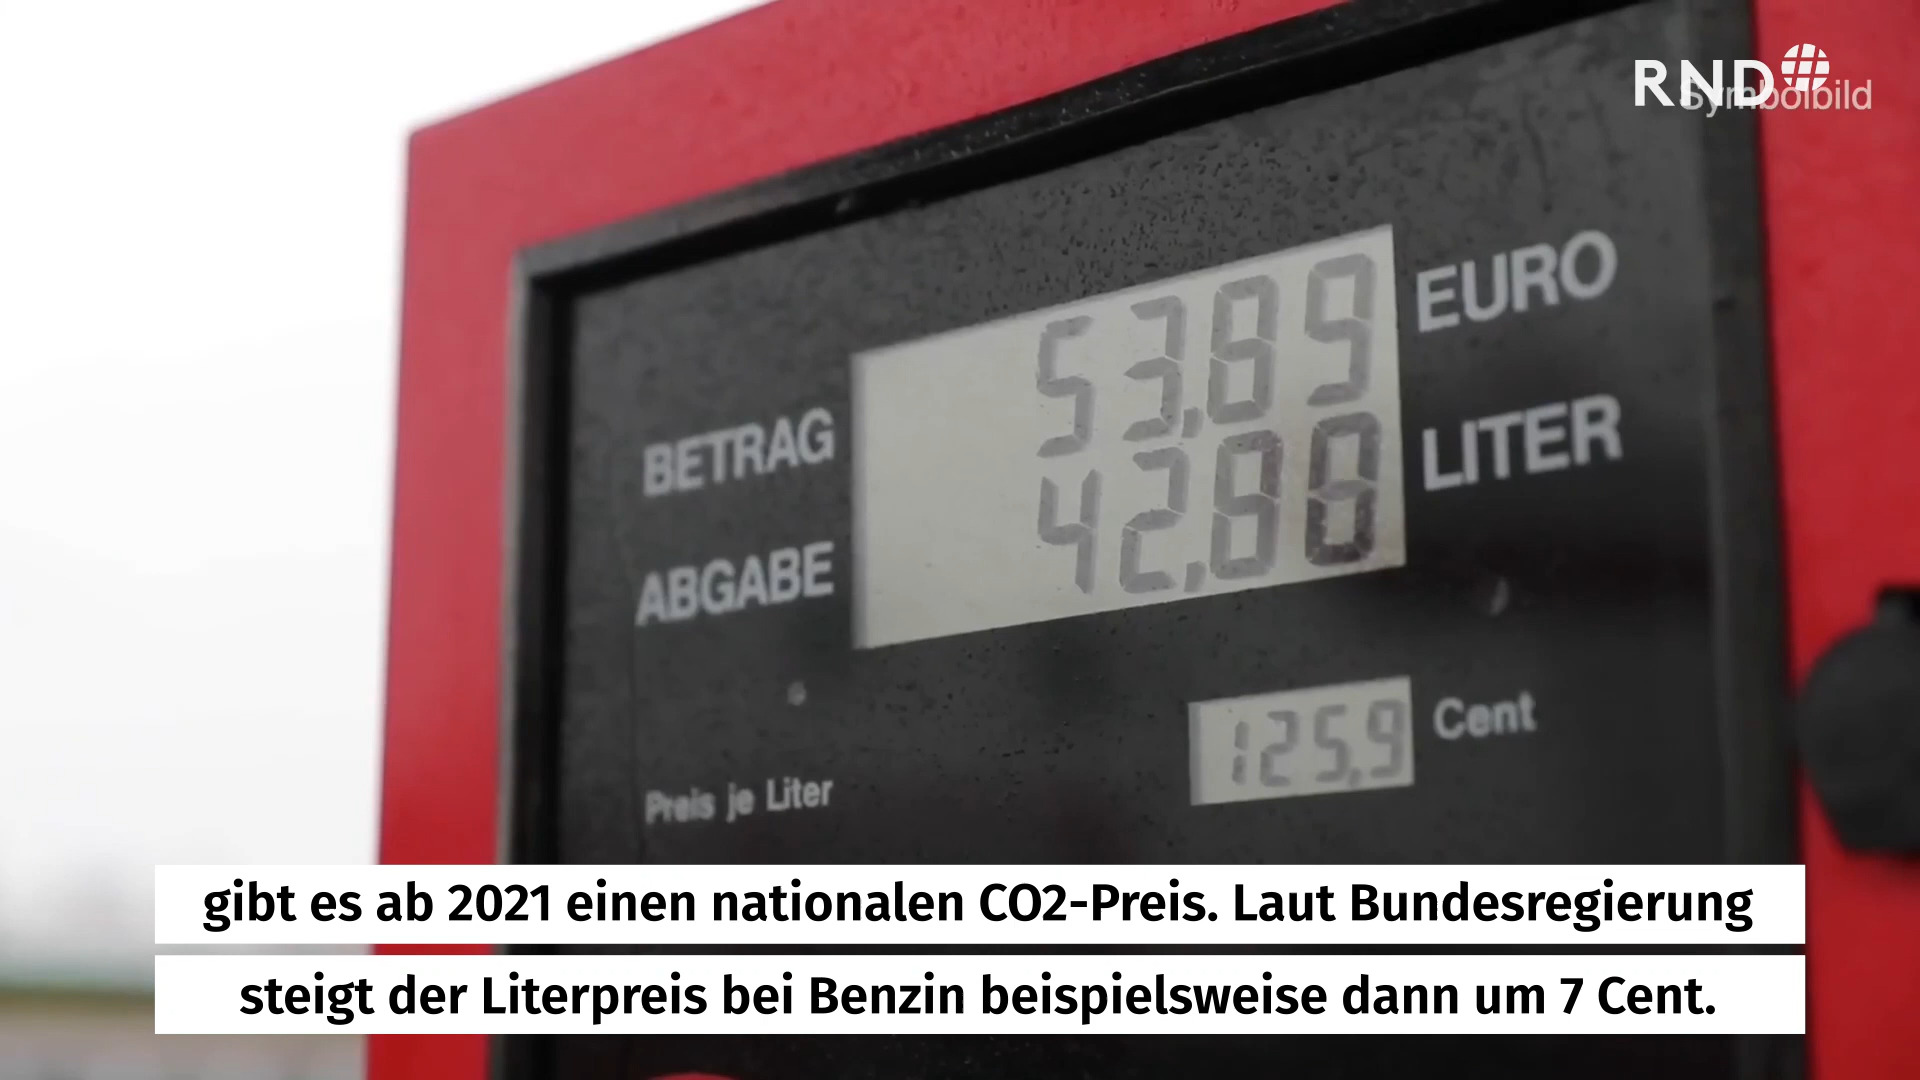 RND
Symbolbild
53,89 EURO
BETRAG
42,80 LITER
ABGABE
125,9 Cent
Preis je Liter
gibt es ab 2021 einen nationalen CO2-Preis. Laut Bundesregierung
steigt der Literpreis bei Benzin beispielsweise dann um 7 Cent.